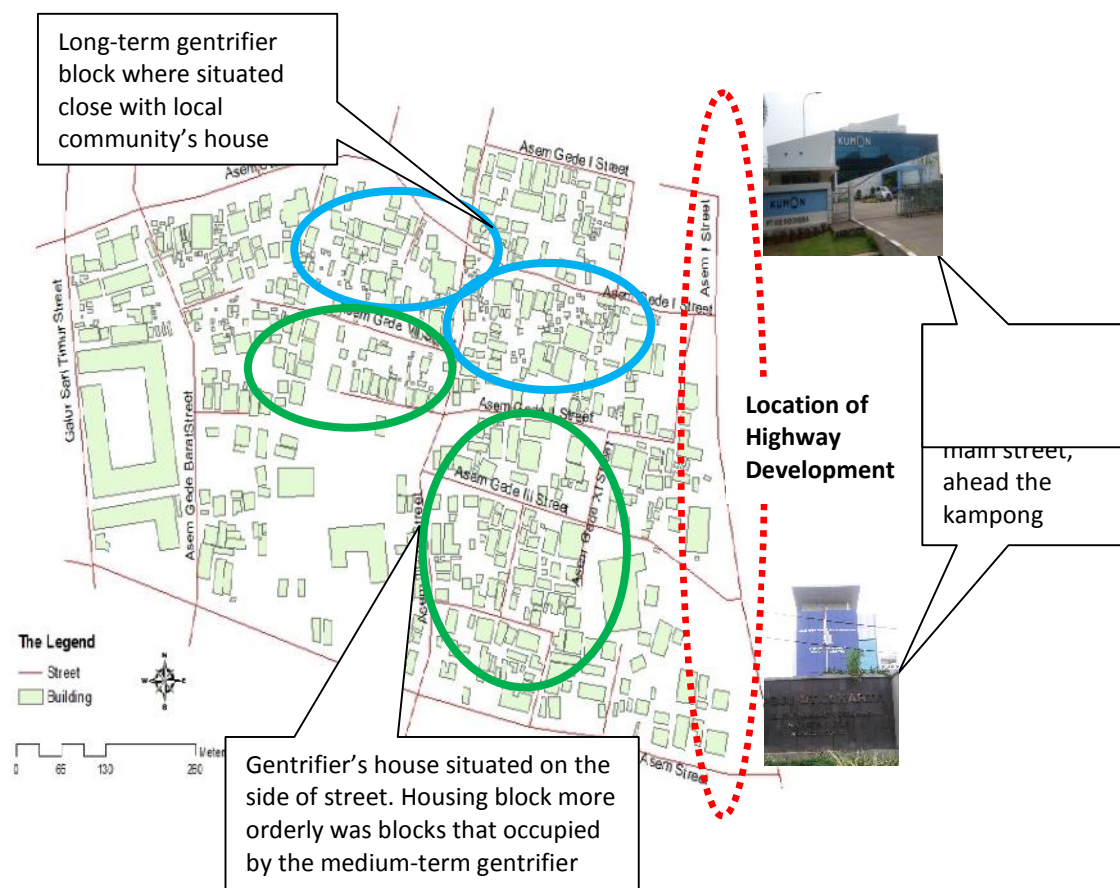 Long-term gentrifier
block where situated
close with local
community's house
Asem Gede I Street
Asem II Street
KUMON
KUMON
Asem Gede I Street
Galur Sari Timur Street
Asem Gede Barat Street
Asem Gede II Street
Asem Gede III Street
Asem Gede XI Street
Location of
Highway
Development
main street,
ahead the
kampong
The Legend
Street
Building
N
W
E
S
0 65 130 260
Asem Street
Gentrifier's house situated on the
side of street. Housing block more
orderly was blocks that occupied
by the medium-term gentrifier